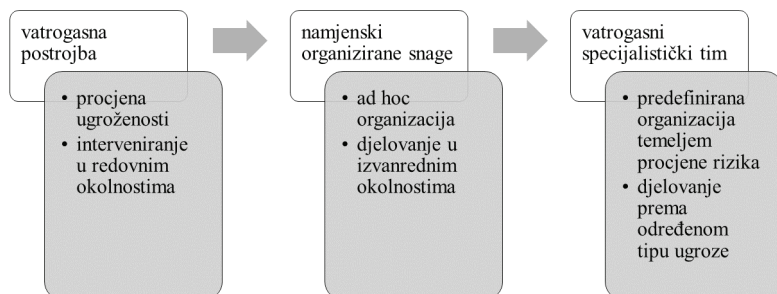 vatrogasna
postrojba
• procjena
ugroženosti
• interveniranje
u redovnim
okolnostima
namjenski
organizirane snage
• ad hoc
organizacija
• djelovanje u
izvanrednim
okolnostima
vatrogasni
specijalistički tim
• predefinirana
organizacija
temeljem
procjene rizika
• djelovanje
prema
određenom
tipu ugroze